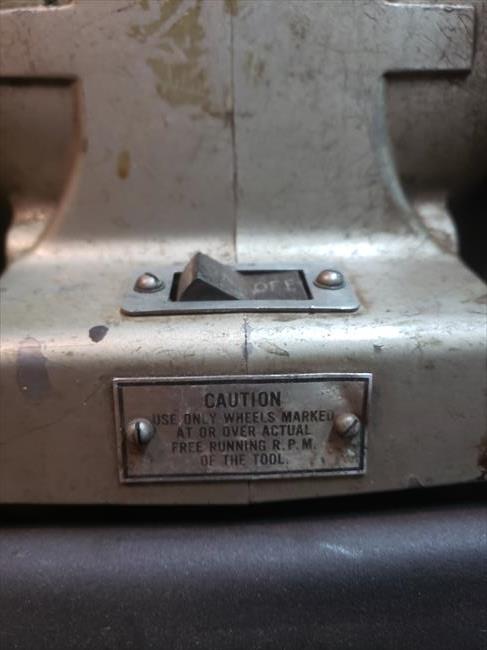 OFF
CAUTION
USE ONLY WHEELS MARKED
AT OR OVER ACTUAL
FREE RUNNING R.P.M.
OF THE TOOL.